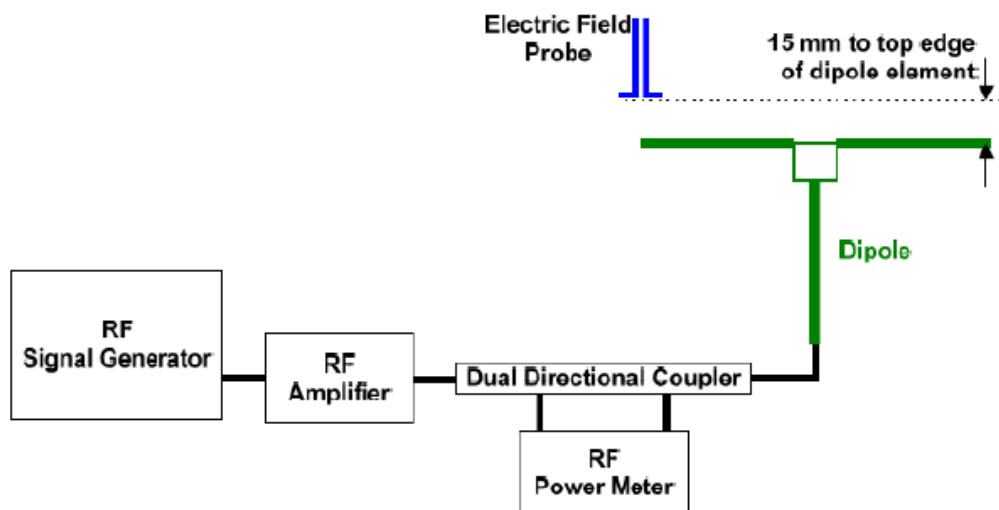 Electric Field
Probe
15 mm to top edge
of dipole element
Dipole
RF
Signal Generator
RF
Amplifier
Dual Directional Coupler
RF
Power Meter